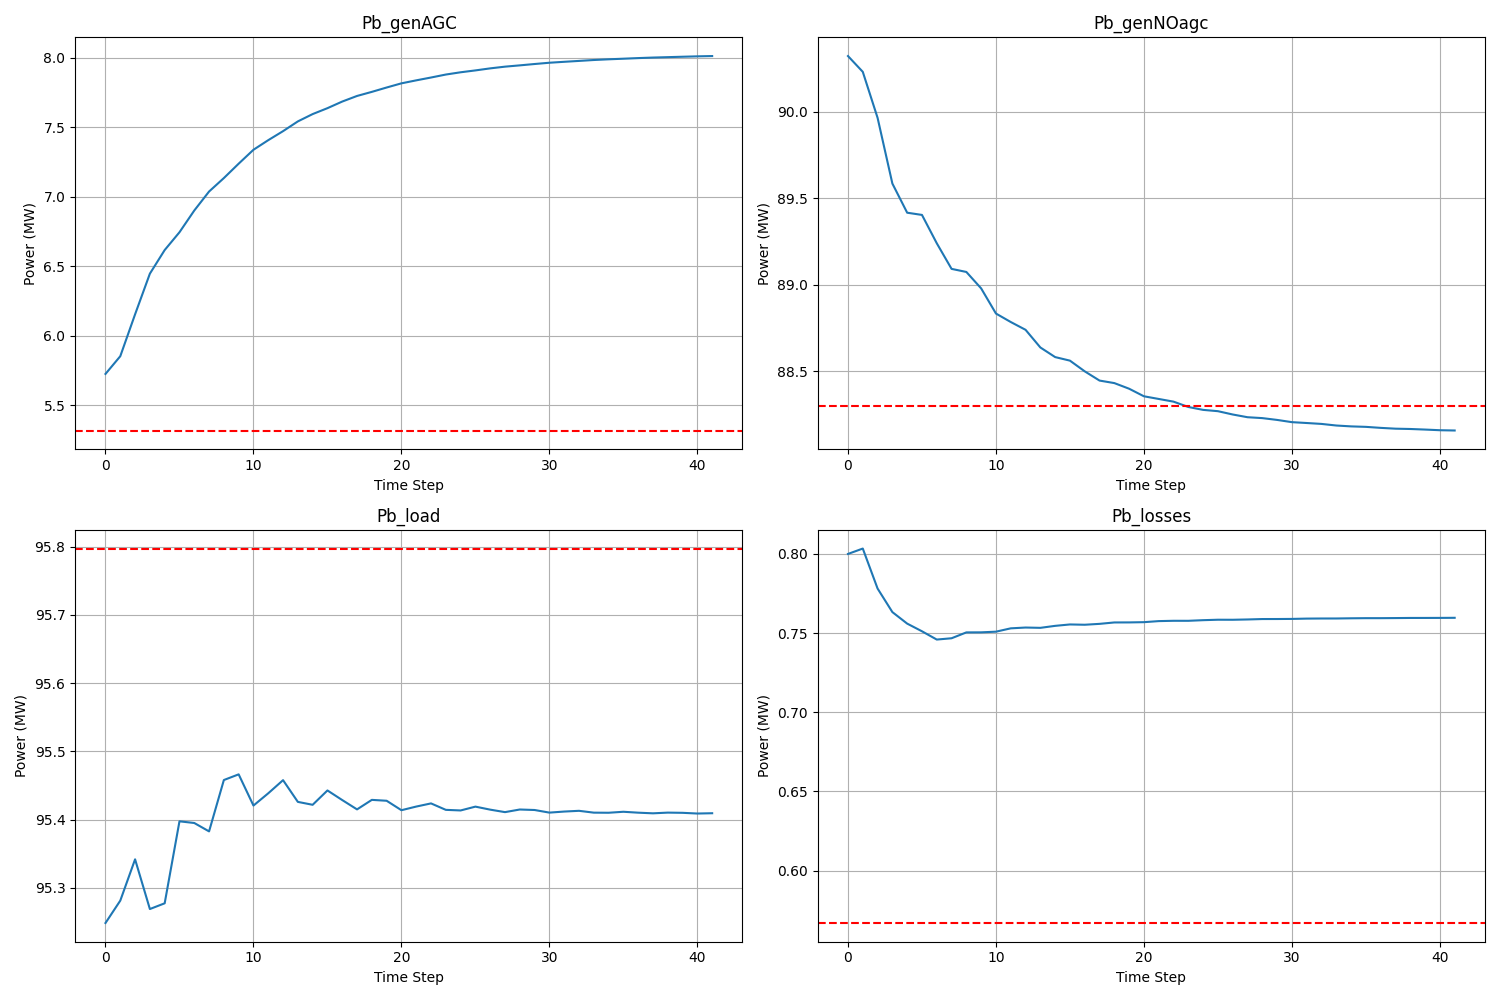 Pb_genAGC
Power (MW)
8.0
7.5
7.0
6.5
6.0
5.5
0 10 20 30 40
Time Step
Pb_genNOagc
Power (MW)
90.0
89.5
89.0
88.5
0 10 20 30 40
Time Step
Pb_load
Power (MW)
95.8
95.7
95.6
95.5
95.4
95.3
0 10 20 30 40
Time Step
Pb_losses
Power (MW)
0.80
0.75
0.70
0.65
0.60
0 10 20 30 40
Time Step